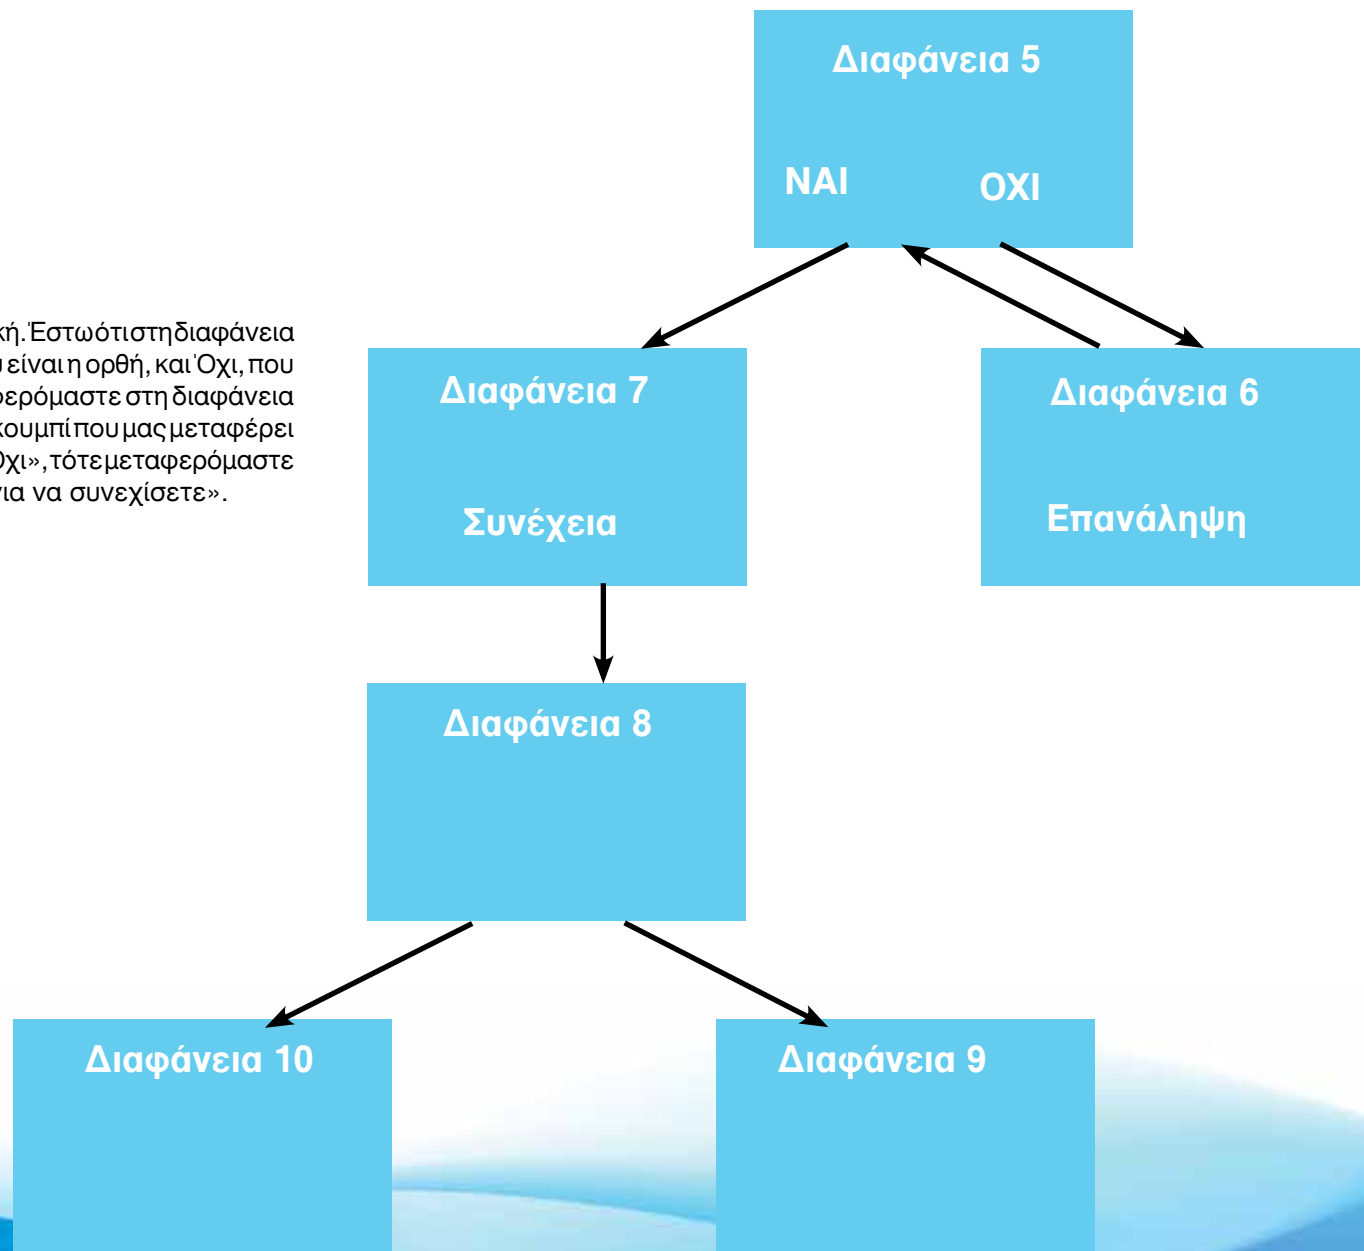 Διαφάνεια 5
ΝΑΙ
ΟΧΙ
κή. Έστω ότι στη διαφάνεια
είναι η ορθή, και Όχι, που
φερόμαστε στη διαφάνεια
κουμπί που μας μεταφέρει
Όχι», τότε μεταφερόμαστε
για να συνεχίσετε».
Διαφάνεια 7
Συνέχεια
Διαφάνεια 6
Επανάληψη
Διαφάνεια 8
Διαφάνεια 10
Διαφάνεια 9